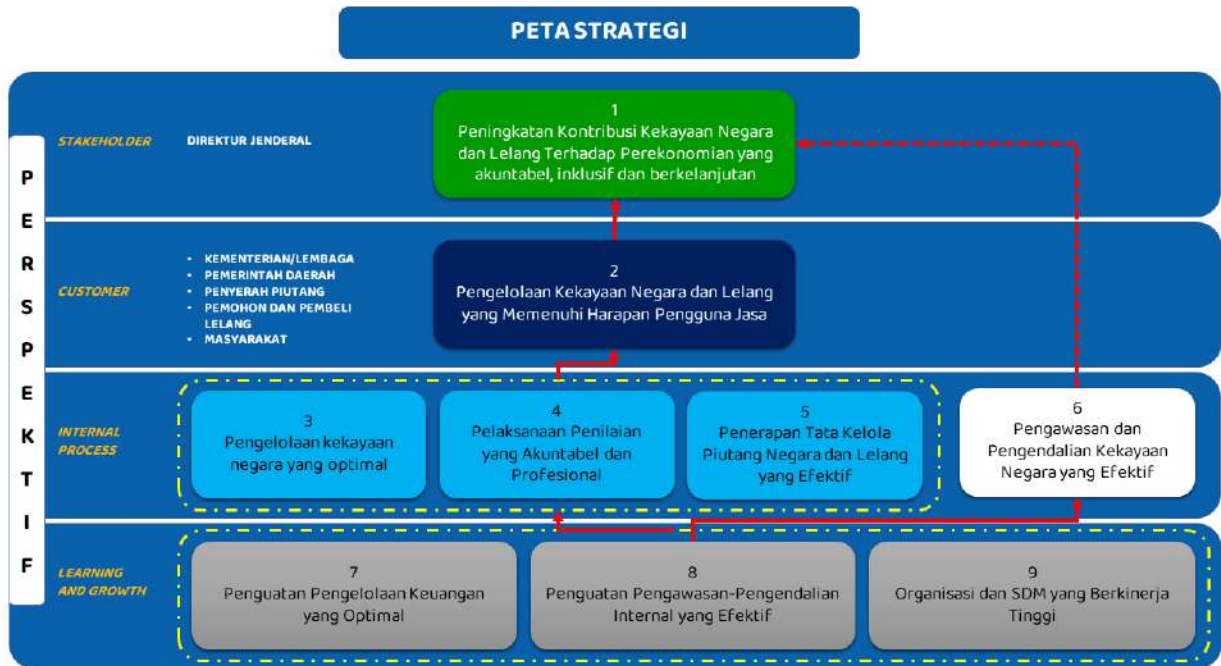 PETA STRATEGI
PERSPEKTIF
STAKEHOLDER
DIREKTUR JENDERAL
1
Peningkatan Kontribusi Kekayaan Negara
dan Lelang Terhadap Perekonomian yang
akuntabel, inklusif dan berkelanjutan
CUSTOMER
• KEMENTERIAN/LEMBAGA
• PEMERINTAH DAERAH
• PENYERAH PIUTANG
• PEMOHON DAN PEMBELI
LELANG
• MASYARAKAT
2
Pengelolaan Kekayaan Negara dan Lelang
yang Memenuhi Harapan Pengguna Jasa
INTERNAL
PROCESS
3
Pengelolaan kekayaan
negara yang optimal
4
Pelaksanaan Penilaian
yang Akuntabel dan
Profesional
5
Penerapan Tata Kelola
Piutang Negara dan Lelang
yang Efektif
6
Pengawasan dan
Pengendalian Kekayaan
Negara yang Efektif
LEARNING
AND GROWTH
7
Penguatan Pengelolaan Keuangan
yang Optimal
8
Penguatan Pengawasan-Pengendalian
Internal yang Efektif
9
Organisasi dan SDM yang Berkinerja
Tinggi